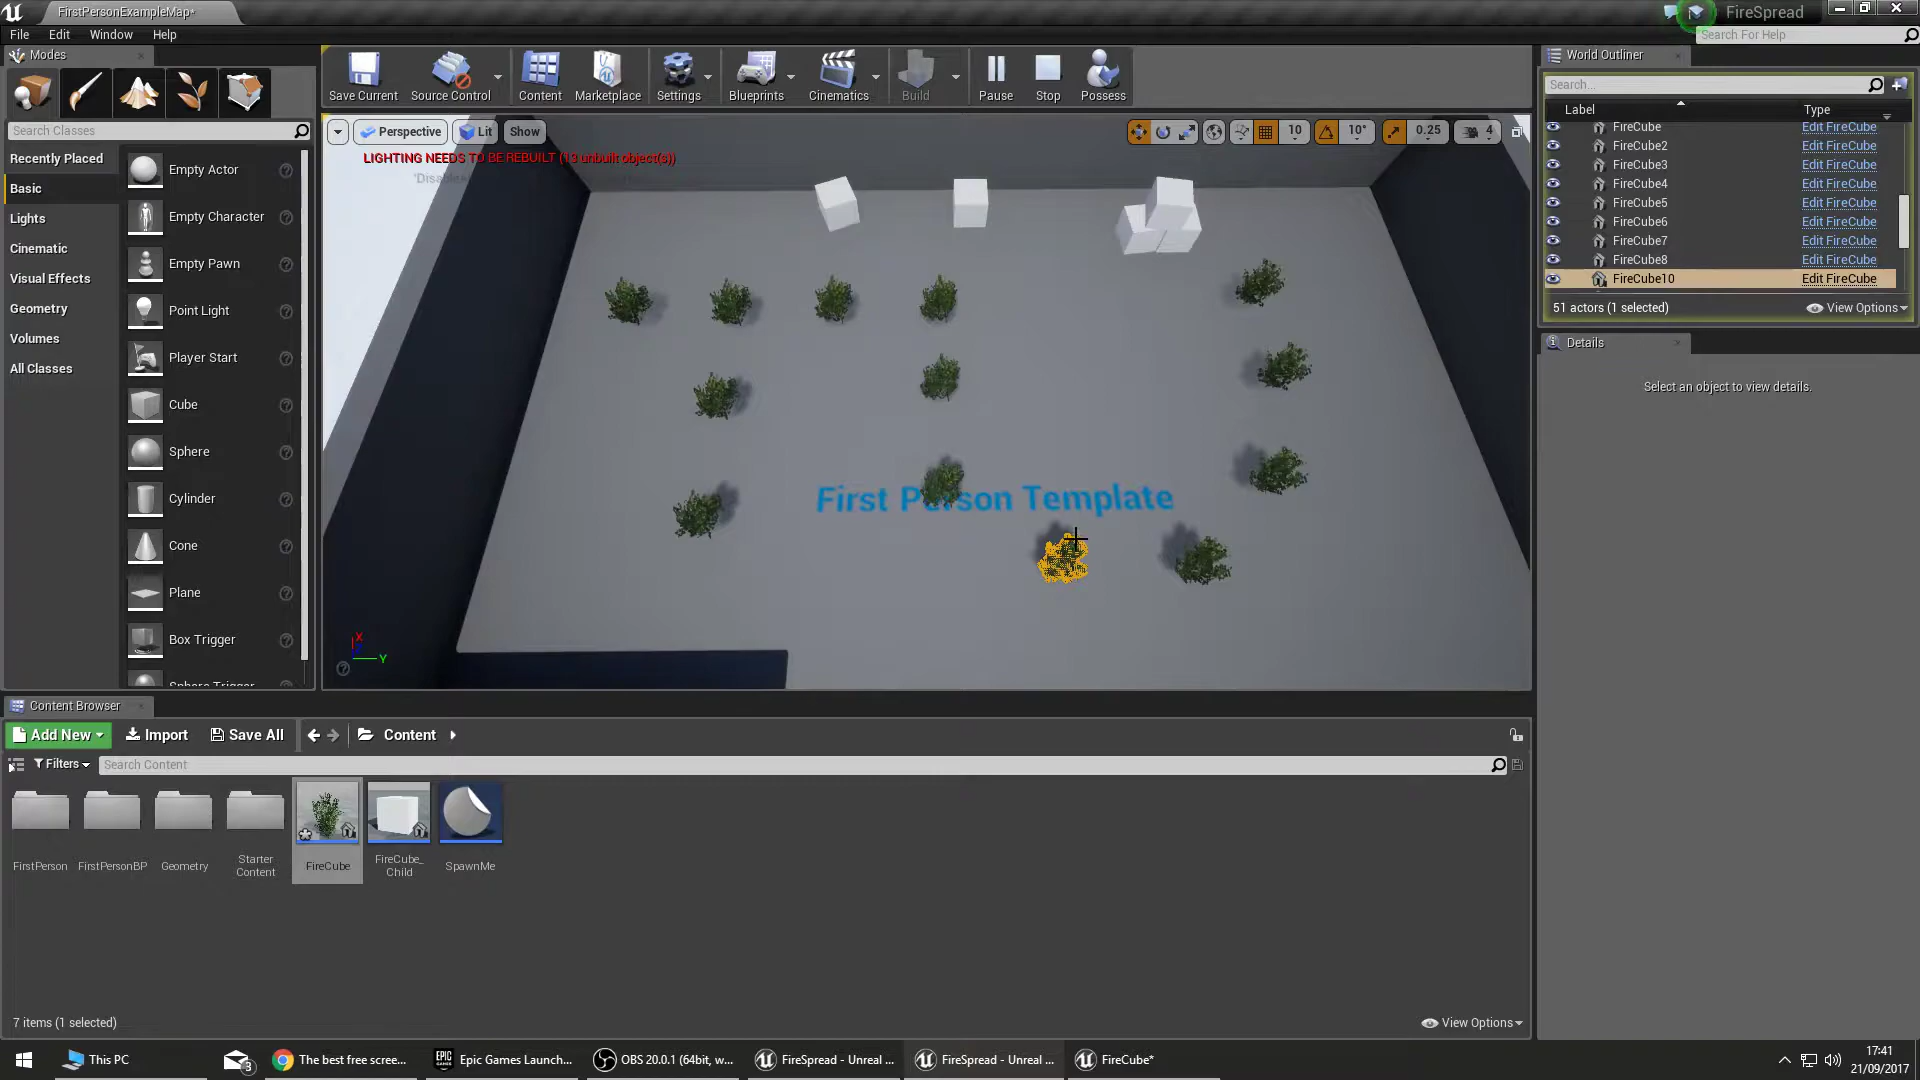 FirstPersonExampleMap*
FireSpread
File Edit Window Help
Search For Help
Modes
Save Current
Source Control
Content
Marketplace
Settings
Blueprints
Cinematics
Build
Pause
Stop
Possess
World Outliner
Search...
Label Type
FireCube Edit FireCube
FireCube2 Edit FireCube
FireCube3 Edit FireCube
FireCube4 Edit FireCube
FireCube5 Edit FireCube
FireCube6 Edit FireCube
FireCube7 Edit FireCube
FireCube8 Edit FireCube
FireCube10 Edit FireCube
51 actors (1 selected) View Options
Details
Select an object to view details.
Search Classes
Recently Placed
Basic
Lights
Cinematic
Visual Effects
Geometry
Volumes
All Classes
Empty Actor
Empty Character
Empty Pawn
Point Light
Player Start
Cube
Sphere
Cylinder
Cone
Plane
Box Trigger
Sphere Trigger
Perspective Lit Show
10 10° 0.25 4
LIGHTING NEEDS TO BE REBUILT (13 unbuilt object(s))
First Person Template
X
Y
Content Browser
Add New Import Save All Content
Filters Search Content
FirstPerson
FirstPersonBP
Geometry
Starter Content
FireCube
FireCube_ Child
SpawnMe
7 items (1 selected) View Options
This PC
3
The best free scree...
Epic Games Launch...
OBS 20.0.1 (64bit, w...
FireSpread - Unreal ...
FireSpread - Unreal ...
FireCube*
17:41
21/09/2017